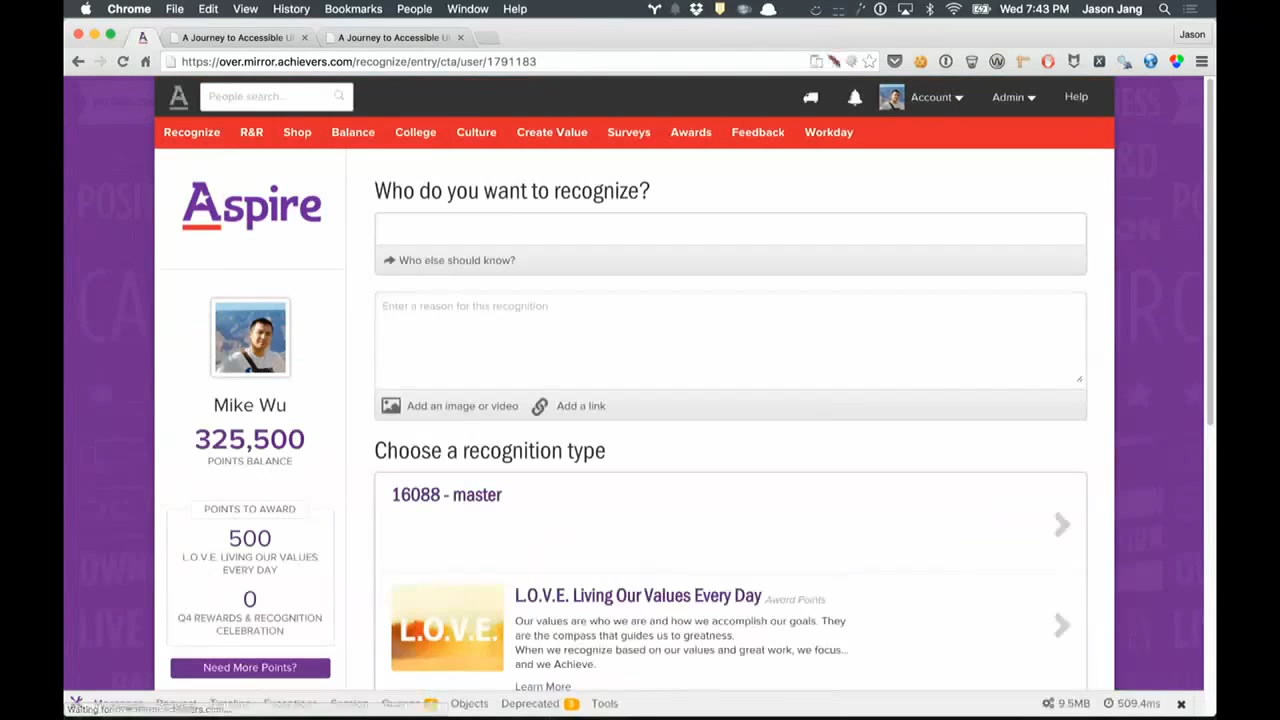 Chrome File Edit View History Bookmarks People Window Help Wed 7:43 PM Jason Jang
A Journey to Accessible UI A Journey to Accessible UI Jason
https://over.mirror.achievers.com/recognize/entry/cta/user/1791183
People search... Account Admin Help
Recognize R&R Shop Balance College Culture Create Value Surveys Awards Feedback Workday
Aspire
Who do you want to recognize?
Who else should know?
Enter a reason for this recognition
Add an image or video Add a link
Mike Wu
325,500
POINTS BALANCE
POINTS TO AWARD
500
L.O.V.E. LIVING OUR VALUES
EVERY DAY
0
Q4 REWARDS & RECOGNITION
CELEBRATION
Need More Points?
Choose a recognition type
16088 - master
L.O.V.E.
L.O.V.E. Living Our Values Every Day Award Points
Our values are who we are and how we accomplish our goals. They
are the compass that guides us to greatness.
When we recognize based on our values and great work, we focus...
and we Achieve.
Learn More
Objects Deprecated Tools 9.5MB 509.4ms